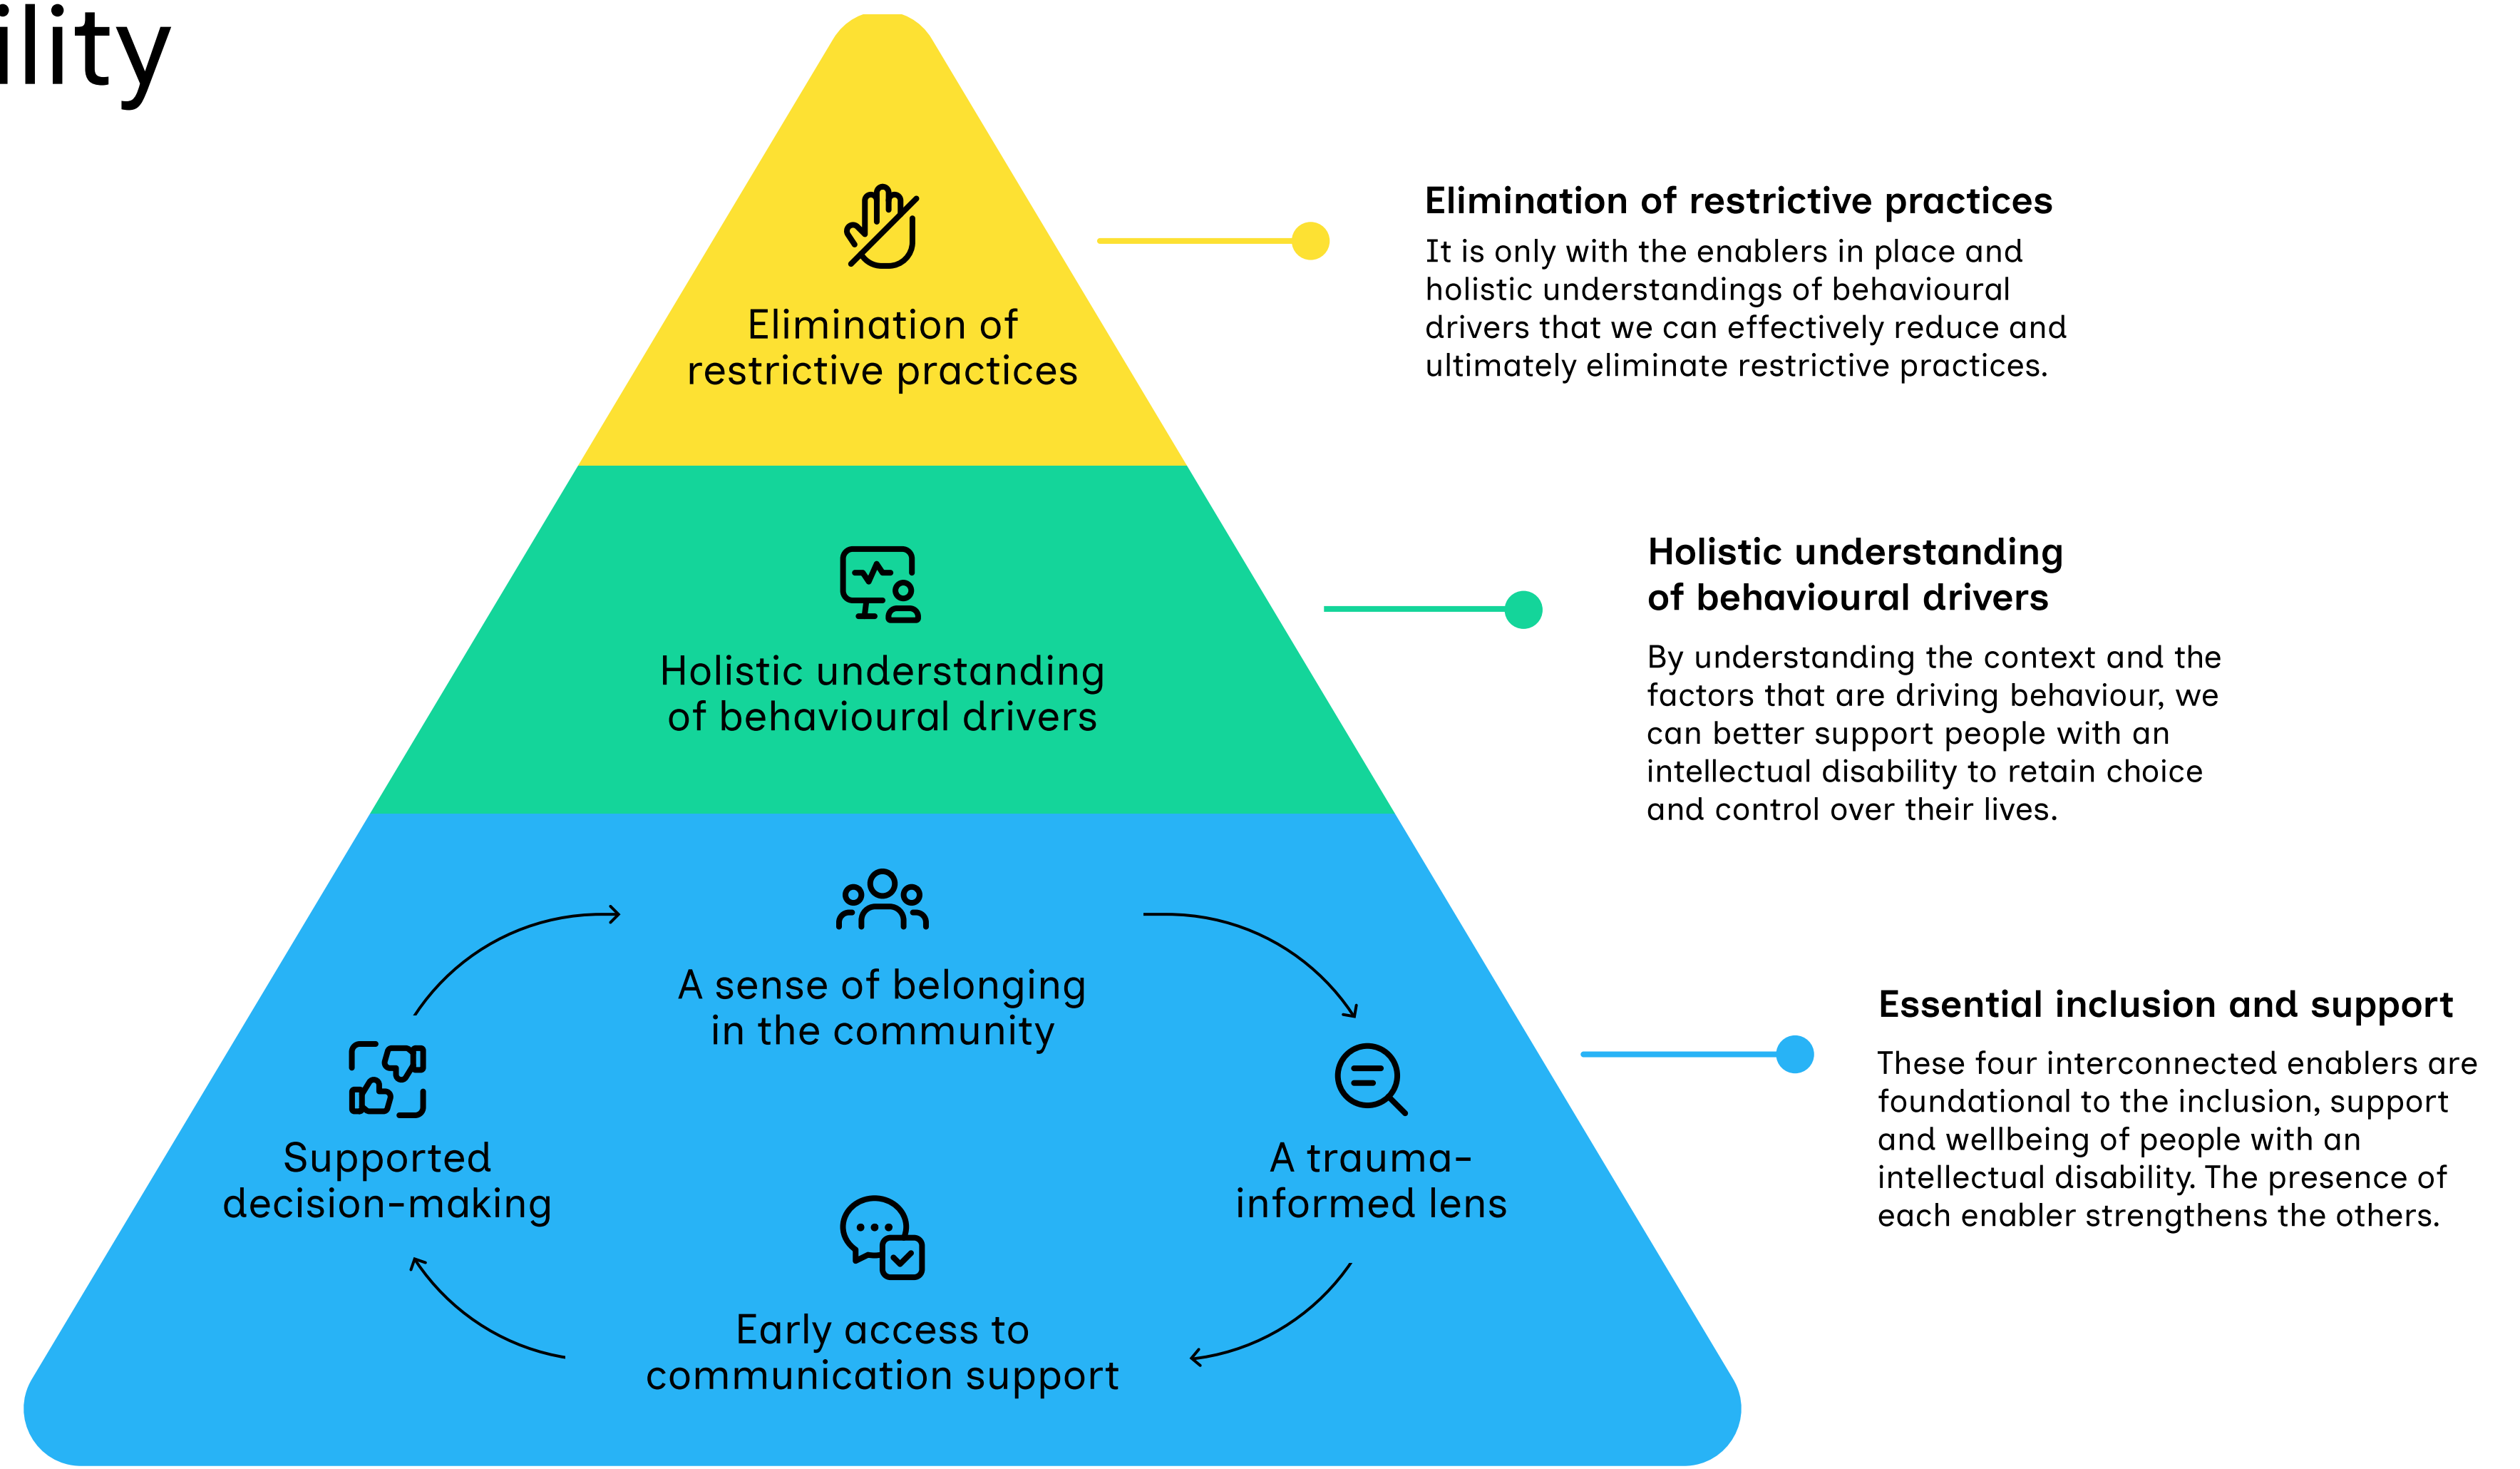 ility
Elimination of
restrictive practices
Elimination of restrictive practices
It is only with the enablers in place and
holistic understandings of behavioural
drivers that we can effectively reduce and
ultimately eliminate restrictive practices.
Holistic understanding
of behavioural drivers
Holistic understanding
of behavioural drivers
By understanding the context and the
factors that are driving behaviour, we
can better support people with an
intellectual disability to retain choice
and control over their lives.
A sense of belonging
in the community
Supported
decision-making
A trauma-
informed lens
Early access to
communication support
Essential inclusion and support
These four interconnected enablers are
foundational to the inclusion, support
and wellbeing of people with an
intellectual disability. The presence of
each enabler strengthens the others.